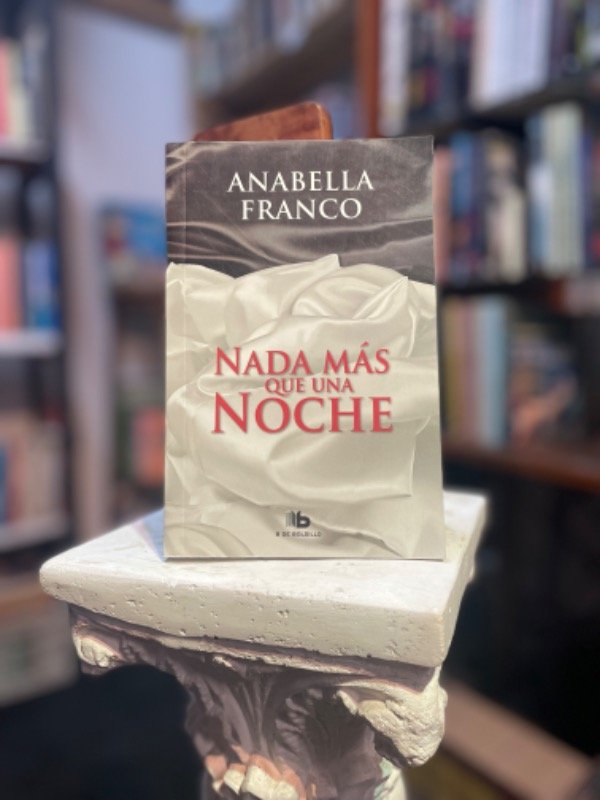 ANABELLA
FRANCO
NADA MÁS
QUE UNA
NOCHE
b
B DE BOLSILLO